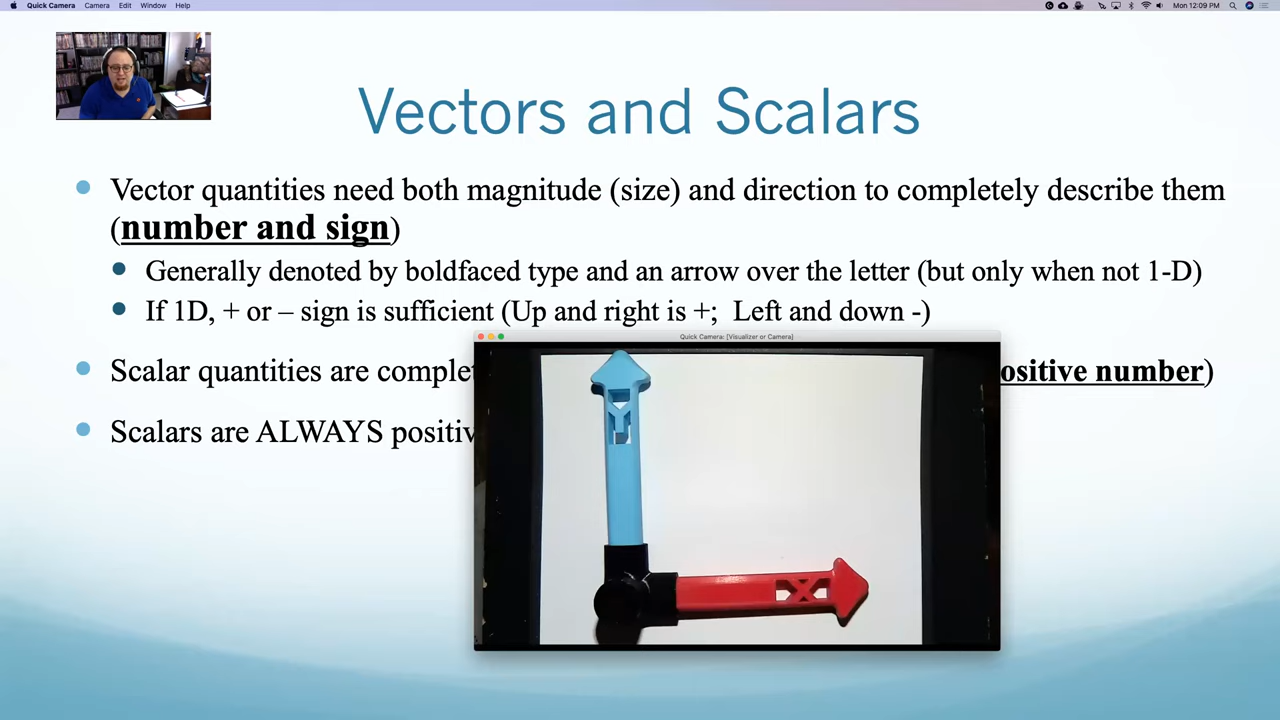 Quick Camera Camera Edit Window Help Mon 12:09 PM
Vectors and Scalars
Vector quantities need both magnitude (size) and direction to completely describe them
(number and sign)
Generally denoted by boldfaced type and an arrow over the letter (but only when not 1-D)
If 1D, + or – sign is sufficient (Up and right is +; Left and down -)
Quick Camera: [Visualizer or Camera]
Scalar quantities are complet ositive number)
Scalars are ALWAYS positiv
Y
X